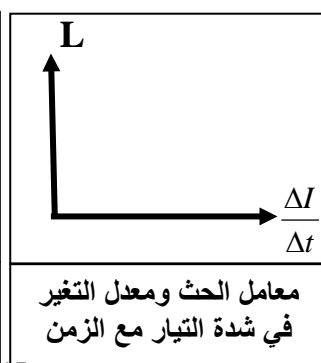 L
ΔI
Δt
معامل الحث ومعدل التغير
في شدة التيار مع الزمن